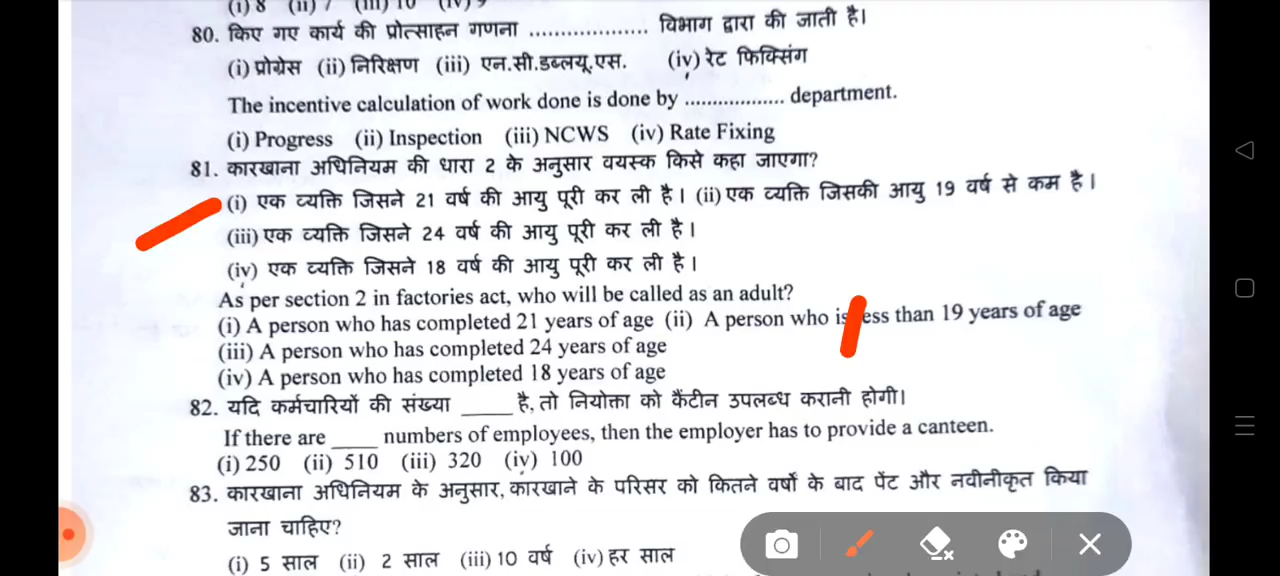 (i) 8 (ii) 7 (iii) 10 (iv) 9
80. किए गए कार्य की प्रोत्साहन गणना ................... विभाग द्वारा की जाती है।
(i) प्रोग्रेस (ii) निरिक्षण (iii) एन.सी.डब्लयू.एस. (iv) रेट फिक्सिंग
The incentive calculation of work done is done by .................. department.
(i) Progress (ii) Inspection (iii) NCWS (iv) Rate Fixing
81. कारखाना अधिनियम की धारा 2 के अनुसार वयस्क किसे कहा जाएगा?
(i) एक व्यक्ति जिसने 21 वर्ष की आयु पूरी कर ली है। (ii) एक व्यक्ति जिसकी आयु 19 वर्ष से कम है।
(iii) एक व्यक्ति जिसने 24 वर्ष की आयु पूरी कर ली है।
(iv) एक व्यक्ति जिसने 18 वर्ष की आयु पूरी कर ली है।
As per section 2 in factories act, who will be called as an adult?
(i) A person who has completed 21 years of age (ii) A person who is less than 19 years of age
(iii) A person who has completed 24 years of age
(iv) A person who has completed 18 years of age
82. यदि कर्मचारियों की संख्या _____ है, तो नियोक्ता को कैंटीन उपलब्ध करानी होगी।
If there are ____ numbers of employees, then the employer has to provide a canteen.
(i) 250 (ii) 510 (iii) 320 (iv) 100
83. कारखाना अधिनियम के अनुसार, कारखाने के परिसर को कितने वर्षो के बाद पेंट और नवीनीकृत किया
जाना चाहिए?
(i) 5 साल (ii) 2 साल (iii) 10 वर्ष (iv) हर साल